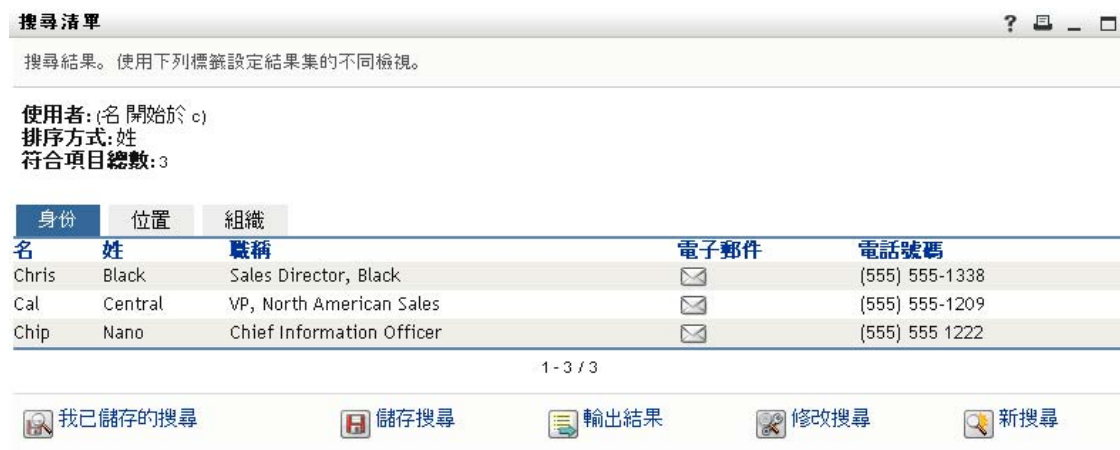 搜尋清單
搜尋結果。使用下列標籤設定結果集的不同檢視。
使用者: (名 開始於 c)
排序方式: 姓
符合項目總數: 3
身份 位置 組織
名 姓 職稱 電子郵件 電話號碼
Chris Black Sales Director, Black (555) 555-1338
Cal Central VP, North American Sales (555) 555-1209
Chip Nano Chief Information Officer (555) 555 1222
1 - 3 / 3
我已儲存的搜尋 儲存搜尋 輸出結果 修改搜尋 新搜尋